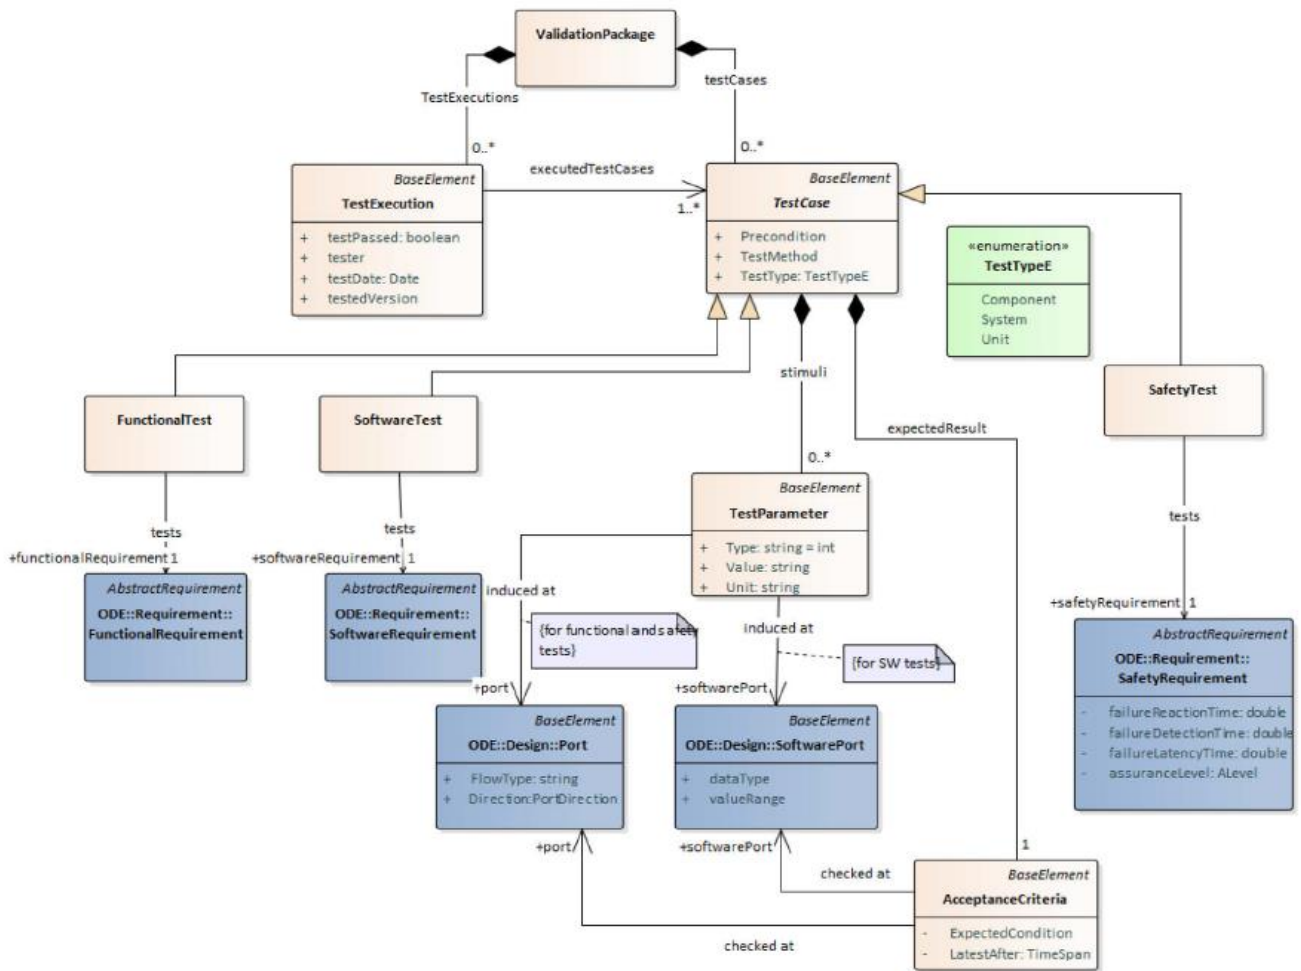 ValidationPackage
testCases
TestExecutions
0..*
0..*
executedTestCases
1..*
BaseElement
TestExecution
+ testPassed: boolean
+ tester
+ testDate: Date
+ testedVersion
BaseElement
TestCase
+ Precondition
+ TestMethod
+ TestType: TestTypeE
«enumeration»
TestTypeE
Component
System
Unit
stimuli
expectedResult
0..*
FunctionalTest
SoftwareTest
SafetyTest
tests
+functionalRequirement 1
tests
+softwareRequirement 1
tests
+safetyRequirement 1
BaseElement
TestParameter
+ Type: string = int
+ Value: string
+ Unit: string
AbstractRequirement
ODE::Requirement::
FunctionalRequirement
AbstractRequirement
ODE::Requirement::
SoftwareRequirement
induced at
{for functional and safety
tests}
induced at
{for SW tests}
AbstractRequirement
ODE::Requirement::
SafetyRequirement
- failureReactionTime: double
- failureDetectionTime: double
- failureLatencyTime: double
- assuranceLevel: ALevel
+port
+softwarePort
BaseElement
ODE::Design::Port
+ FlowType: string
+ Direction:PortDirection
BaseElement
ODE::Design::SoftwarePort
+ dataType
+ valueRange
+port
+softwarePort
1
checked at
checked at
BaseElement
AcceptanceCriteria
- ExpectedCondition
- LatestAfter: TimeSpan